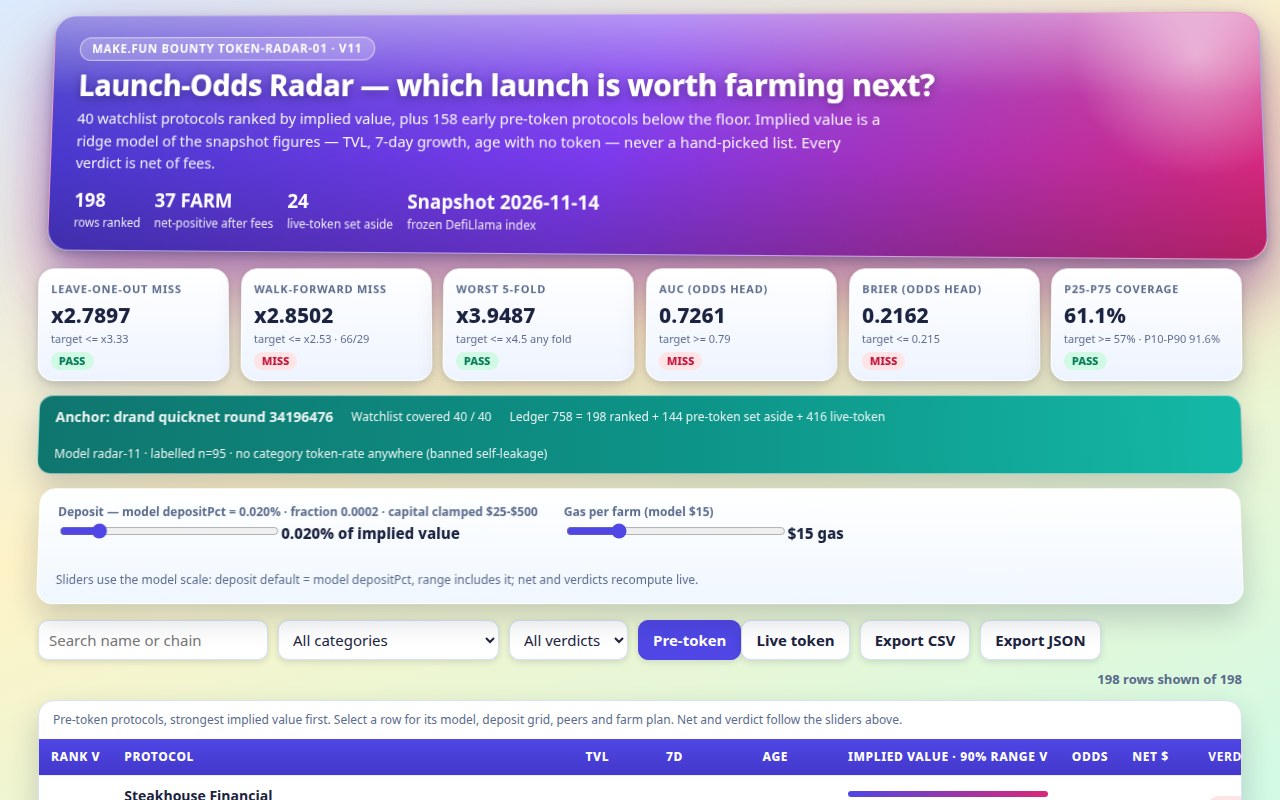 MAKE.FUN BOUNTY TOKEN-RADAR-01 · V11
Launch-Odds Radar — which launch is worth farming next?
40 watchlist protocols ranked by implied value, plus 158 early pre-token protocols below the floor. Implied value is a
ridge model of the snapshot figures — TVL, 7-day growth, age with no token — never a hand-picked list. Every
verdict is net of fees.
198 37 FARM 24 Snapshot 2026-11-14
rows ranked net-positive after fees live-token set aside frozen DefiLlama index
LEAVE-ONE-OUT MISS
x2.7897
target <= x3.33
PASS
WALK-FORWARD MISS
x2.8502
target <= x2.53 · 66/29
MISS
WORST 5-FOLD
x3.9487
target <= x4.5 any fold
PASS
AUC (ODDS HEAD)
0.7261
target >= 0.79
MISS
BRIER (ODDS HEAD)
0.2162
target <= 0.215
MISS
P25-P75 COVERAGE
61.1%
target >= 57% · P10-P90 91.6%
PASS
Anchor: drand quicknet round 34196476 Watchlist covered 40 / 40 Ledger 758 = 198 ranked + 144 pre-token set aside + 416 live-token
Model radar-11 · labelled n=95 · no category token-rate anywhere (banned self-leakage)
Deposit — model depositPct = 0.020% · fraction 0.0002 · capital clamped $25-$500 Gas per farm (model $15)
0.020% of implied value $15 gas
Sliders use the model scale: deposit default = model depositPct, range includes it; net and verdicts recompute live.
Search name or chain All categories All verdicts Pre-token Live token Export CSV Export JSON
198 rows shown of 198
Pre-token protocols, strongest implied value first. Select a row for its model, deposit grid, peers and farm plan. Net and verdict follow the sliders above.
RANK V PROTOCOL TVL 7D AGE IMPLIED VALUE · 90% RANGE V ODDS NET $ VERD
Steakhouse Financial